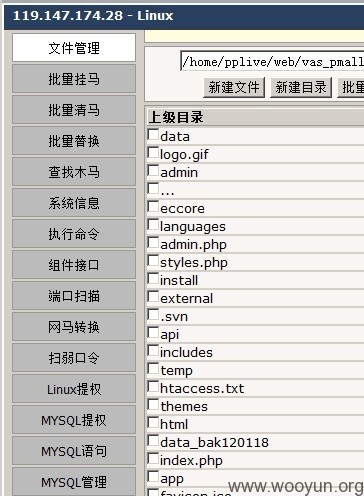 119.147.174.28 - Linux
文件管理
批量挂马
批量清马
批量替换
查找木马
系统信息
执行命令
组件接口
端口扫描
网马转换
扫弱口令
Linux提权
MYSQL提权
MYSQL语句
MYSQL管理
/home/pplive/web/vas_pmall
新建文件 新建目录 批量
上级目录
data
logo.gif
admin
...
eccore
languages
admin.php
styles.php
install
external
.svn
api
includes
temp
htaccess.txt
themes
html
data_bak120118
index.php
app
favicon.ico
www.wooyun.org